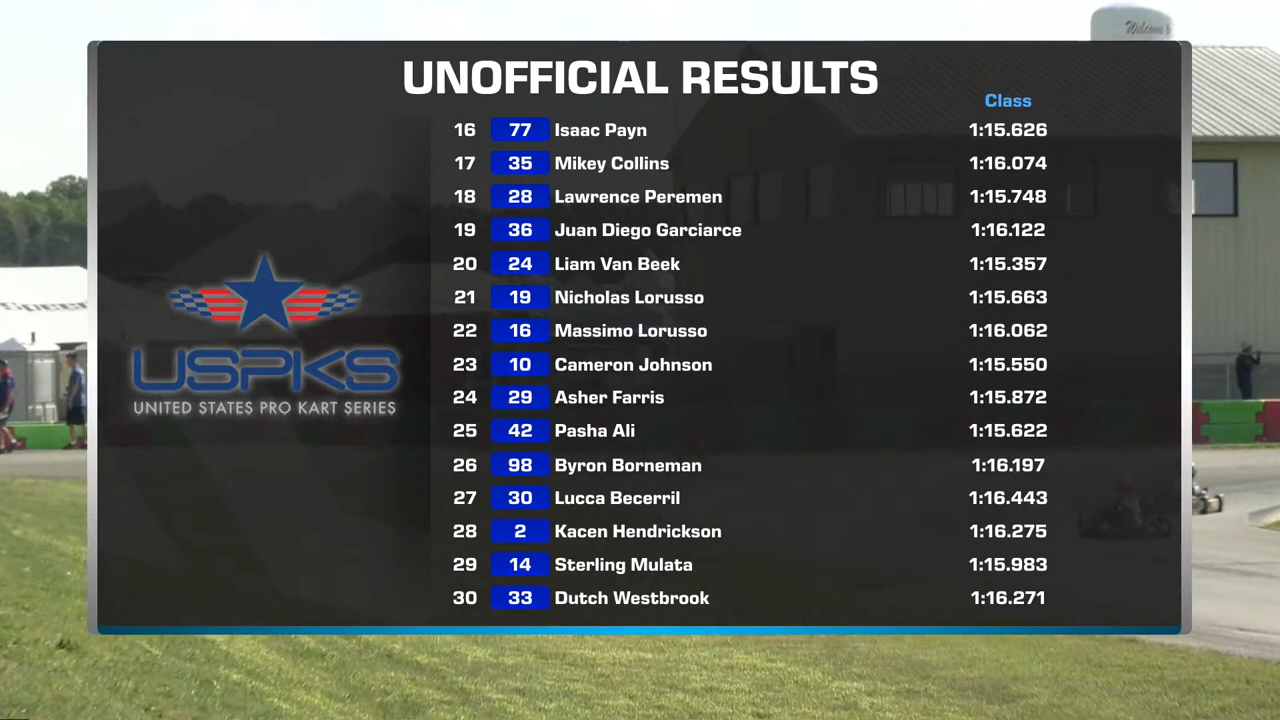 Welcome
UNOFFICIAL RESULTS
Class
16 77 Isaac Payn 1:15.626
17 35 Mikey Collins 1:16.074
18 28 Lawrence Peremen 1:15.748
19 36 Juan Diego Garciarce 1:16.122
20 24 Liam Van Beek 1:15.357
21 19 Nicholas Lorusso 1:15.663
22 16 Massimo Lorusso 1:16.062
23 10 Cameron Johnson 1:15.550
24 29 Asher Farris 1:15.872
25 42 Pasha Ali 1:15.622
26 98 Byron Borneman 1:16.197
27 30 Lucca Becerril 1:16.443
28 2 Kacen Hendrickson 1:16.275
29 14 Sterling Mulata 1:15.983
30 33 Dutch Westbrook 1:16.271
USPKS
UNITED STATES PRO KART SERIES